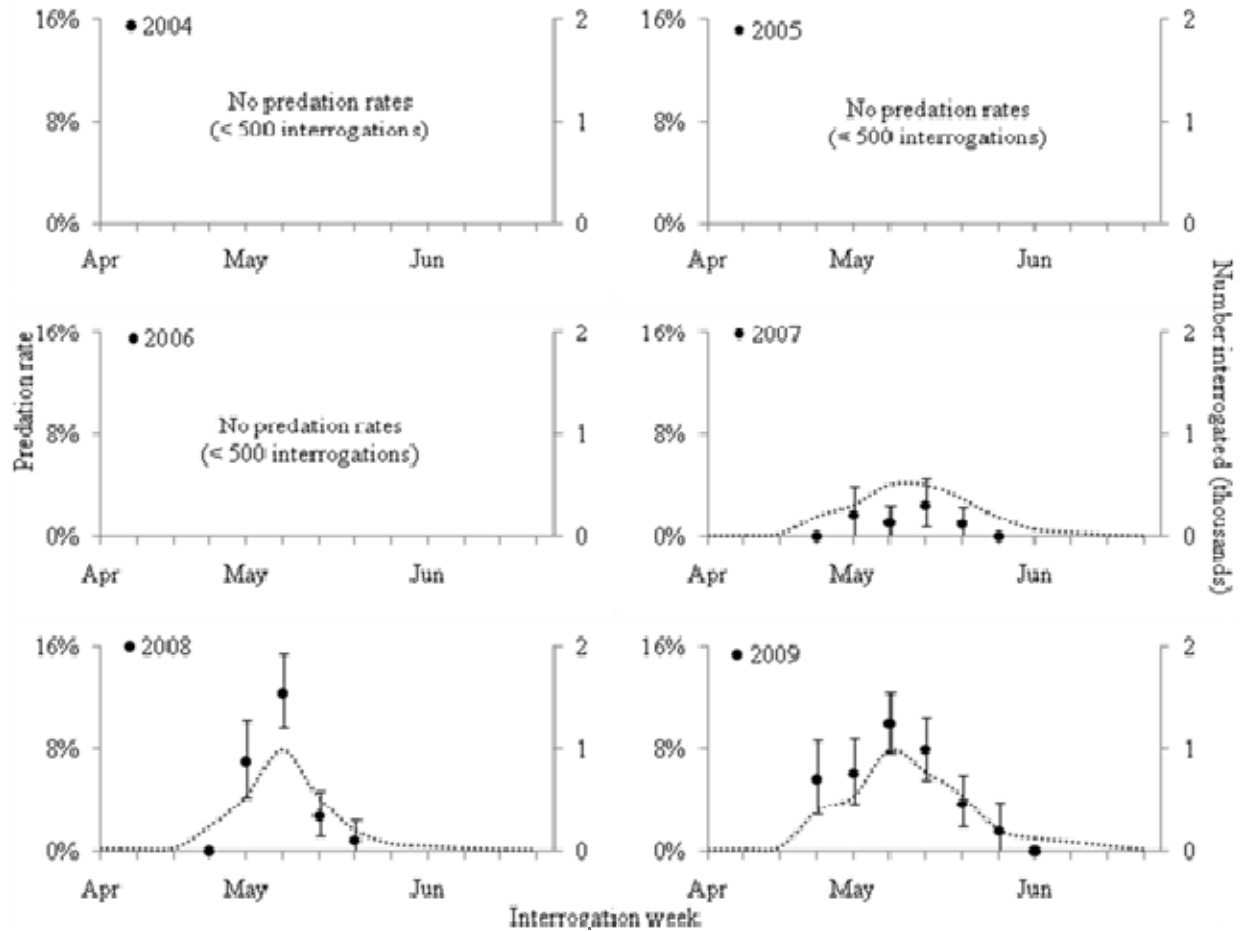 16%
2004
2
No predation rates
(< 500 interrogations)
8%
1
0%
0
Apr May Jun
16%
2005
2
No predation rates
(< 500 interrogations)
8%
1
0%
0
Apr May Jun
Predation rate
Number interrogated (thousands)
16%
2006
2
No predation rates
(< 500 interrogations)
8%
1
0%
0
Apr May Jun
16%
2007
2
8%
1
0%
0
Apr May Jun
16%
2008
2
8%
1
0%
0
Apr May Jun
16%
2009
2
8%
1
0%
0
Apr May Jun
Interrogation week